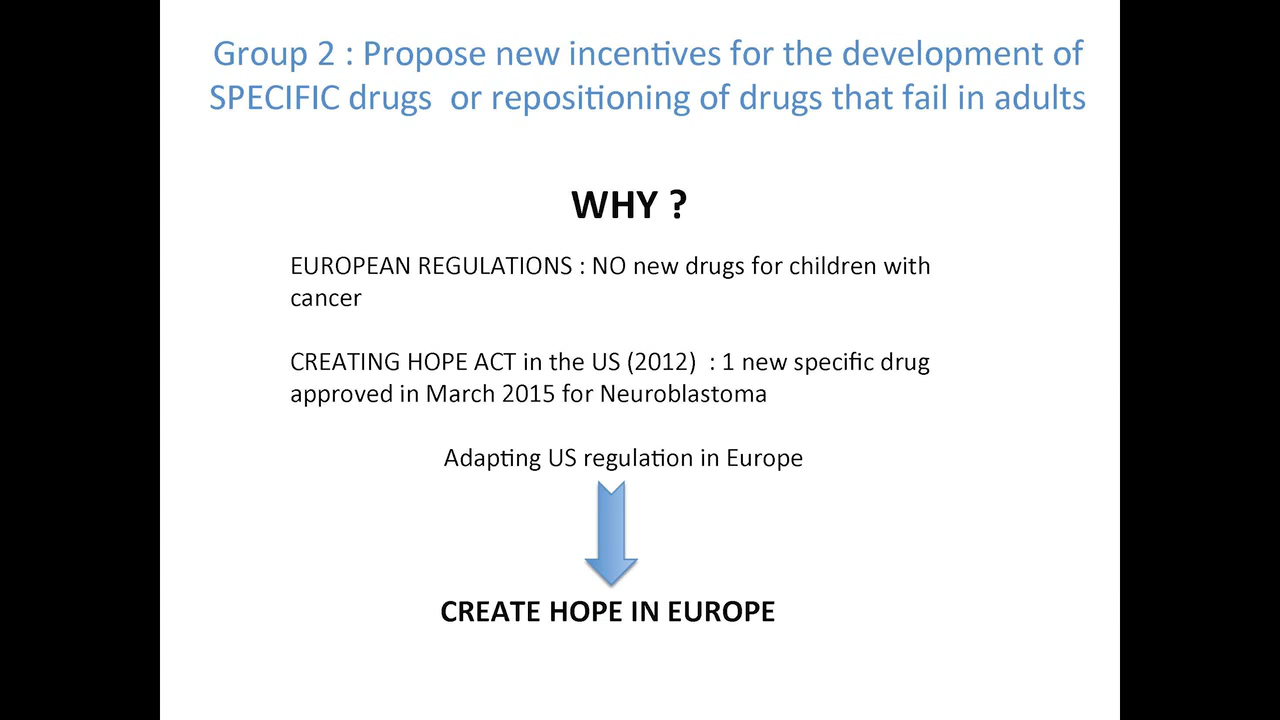 Group 2 : Propose new incentives for the development of
SPECIFIC drugs  or repositioning of drugs that fail in adults
WHY ?
EUROPEAN REGULATIONS : NO new drugs for children with
cancer
CREATING HOPE ACT in the US (2012)  : 1 new specific drug
approved in March 2015 for Neuroblastoma
Adapting US regulation in Europe
CREATE HOPE IN EUROPE